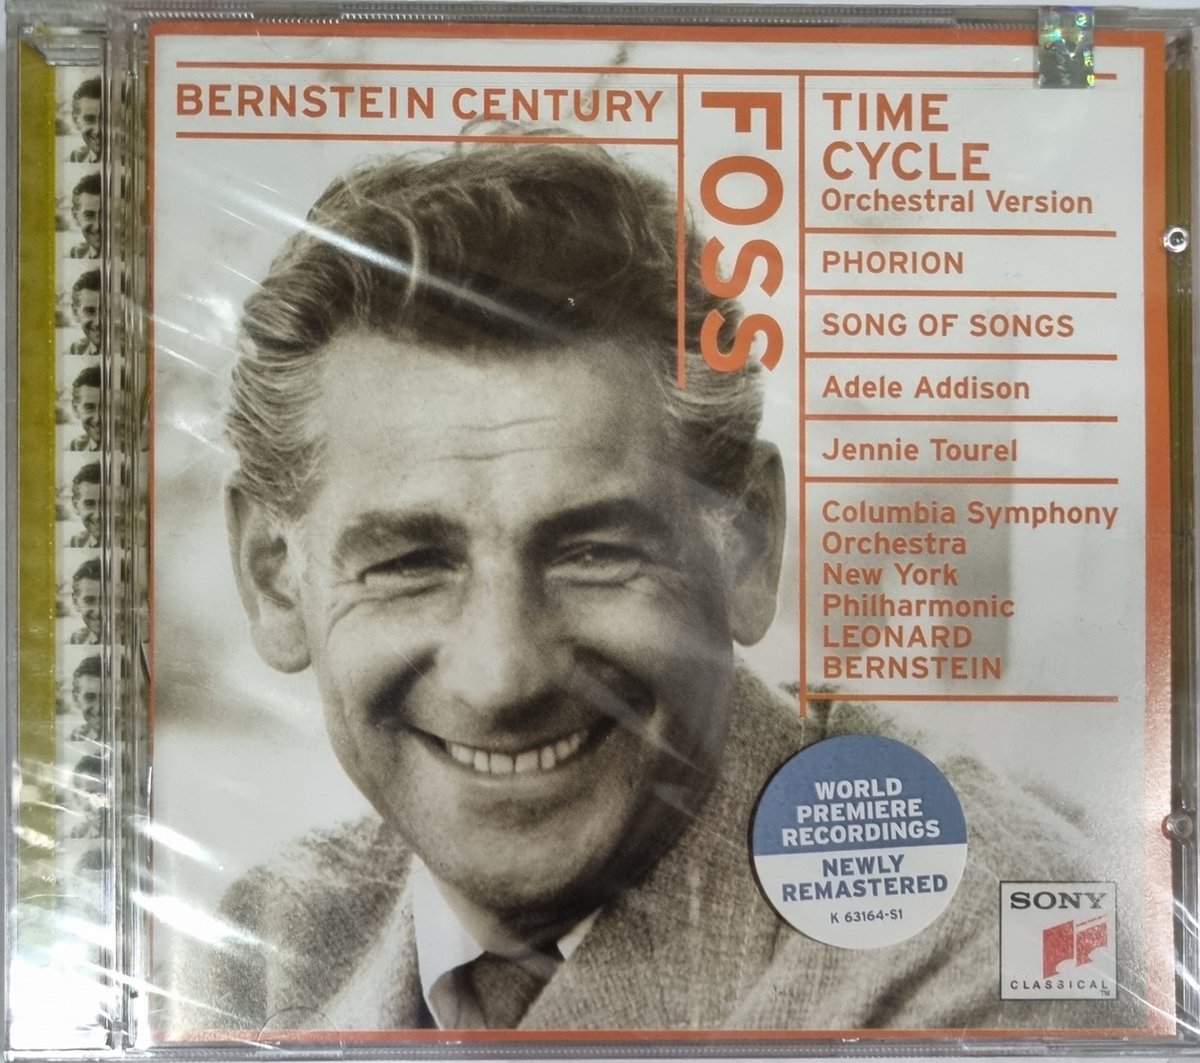 BERNSTEIN CENTURY
FOSS
TIME
CYCLE
Orchestral Version
PHORION
SONG OF SONGS
Adele Addison
Jennie Tourel
Columbia Symphony
Orchestra
New York
Philharmonic
LEONARD
BERNSTEIN
WORLD
PREMIERE
RECORDINGS
NEWLY
REMASTERED
K 63164-S1
SONY
CLASSICAL
TM